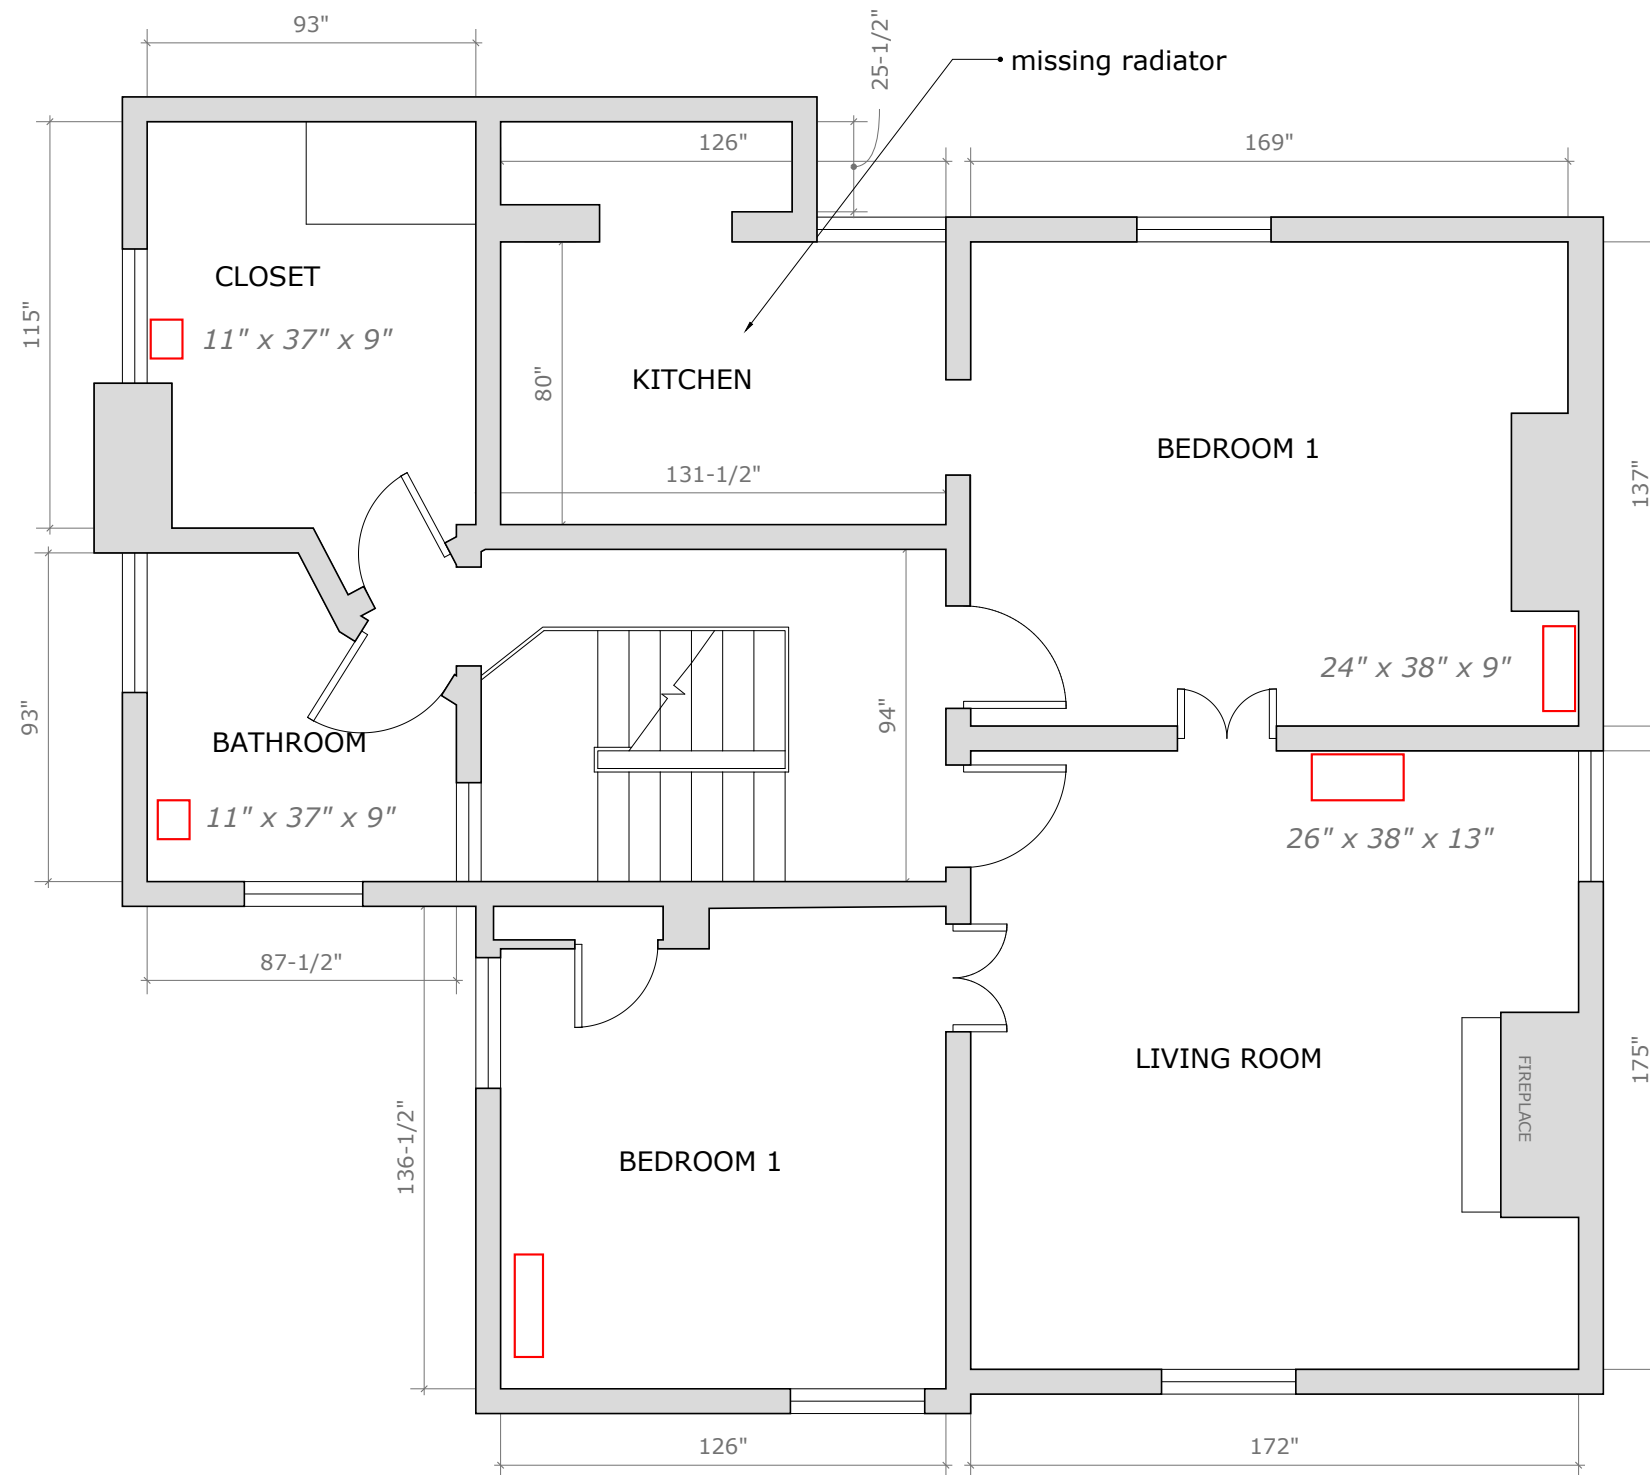 93"
25-1/2"
missing radiator
126"
169"
CLOSET
11" x 37" x 9"
115"
KITCHEN
80"
131-1/2"
BEDROOM 1
137"
24" x 38" x 9"
93"
BATHROOM
94"
11" x 37" x 9"
26" x 38" x 13"
87-1/2"
LIVING ROOM
175"
FIREPLACE
136-1/2"
BEDROOM 1
126"
172"